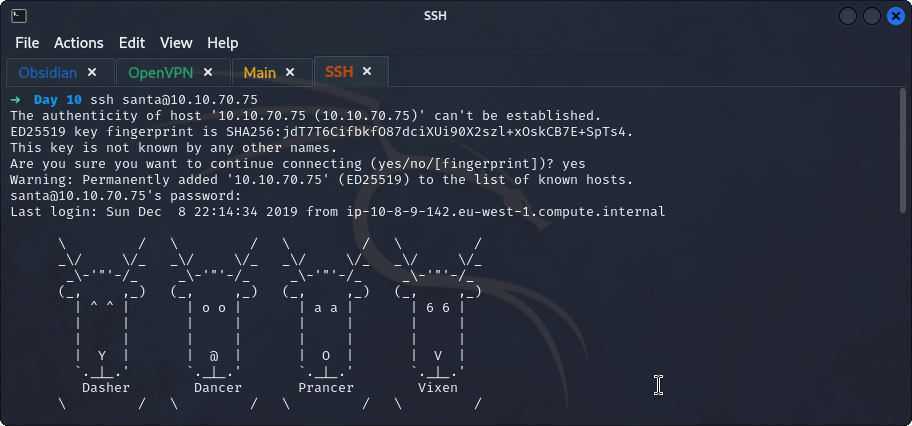 SSH
File Actions Edit View Help
Obsidian × OpenVPN × Main × SSH ×
→ Day 10 ssh santa@10.10.70.75
The authenticity of host '10.10.70.75 (10.10.70.75)' can't be established.
ED25519 key fingerprint is SHA256:jdT7T6CifbkfO87dciXUi90X2szl+xOskCB7E+SpTs4.
This key is not known by any other names.
Are you sure you want to continue connecting (yes/no/[fingerprint])? yes
Warning: Permanently added '10.10.70.75' (ED25519) to the list of known hosts.
santa@10.10.70.75's password:
Last login: Sun Dec  8 22:14:34 2019 from ip-10-8-9-142.eu-west-1.compute.internal
      \         /   \         /   \         /   \         /
      _\/     \/_   _\/     \/_   _\/     \/_   _\/     \/_
       _\-'"'-/_     _\-'"'-/_     _\-'"'-/_     _\-'"'-/_
      (_,     ,_)   (_,     ,_)   (_,     ,_)   (_,     ,_)
        | ^ ^ |       | o o |       | a a |       | 6 6 |
        |     |       |     |       |     |       |     |
        |     |       |     |       |     |       |     |
        |  Y  |       |  @  |       |  O  |       |  V  |
        `._|_.'       `._|_.'       `._|_.'       `._|_.'
         Dasher        Dancer        Prancer       Vixen
      \         /   \         /   \         /   \         /